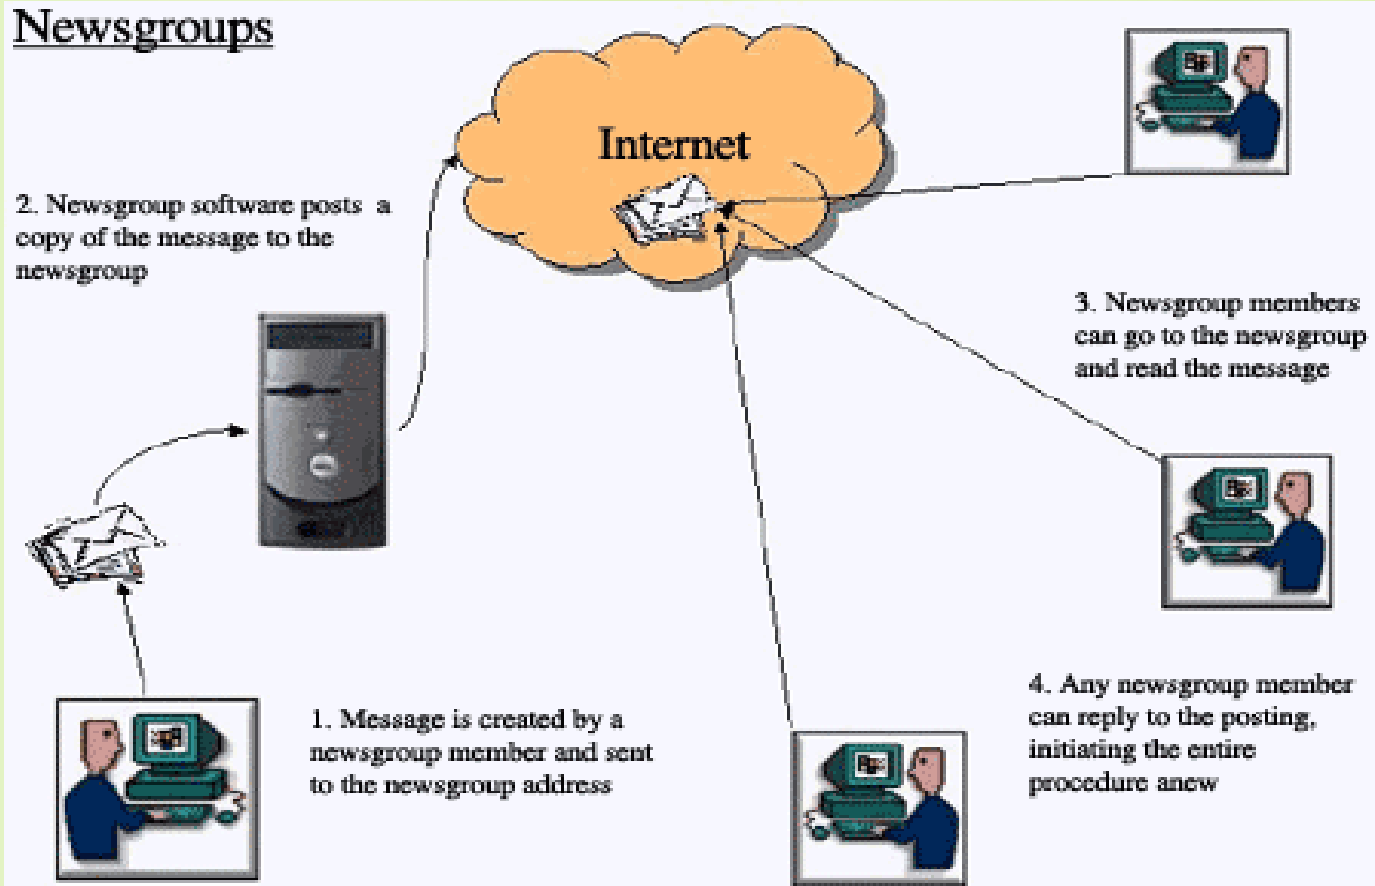 Newsgroups
Internet
2. Newsgroup software posts a
copy of the message to the
newsgroup
3. Newsgroup members
can go to the newsgroup
and read the message
1. Message is created by a
newsgroup member and sent
to the newsgroup address
4. Any newsgroup member
can reply to the posting,
initiating the entire
procedure anew